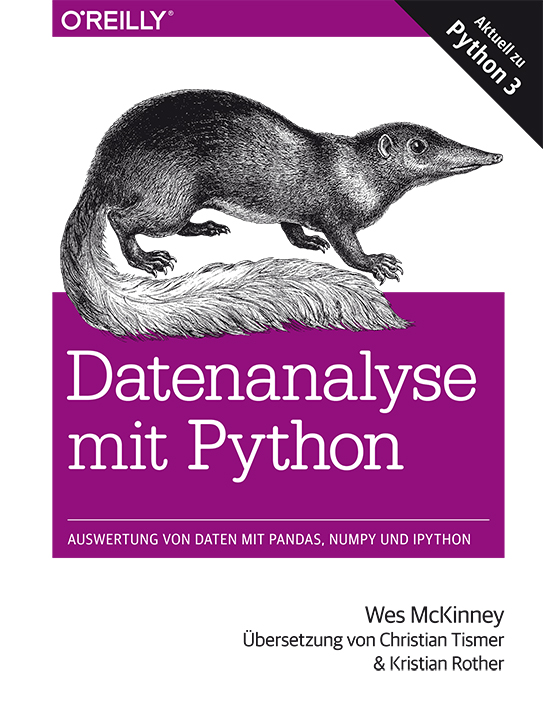 O'REILLY®
Aktuell zu
Python 3
Datenanalyse
mit Python
AUSWERTUNG VON DATEN MIT PANDAS, NUMPY UND IPYTHON
Wes McKinney
Übersetzung von Christian Tismer
& Kristian Rother